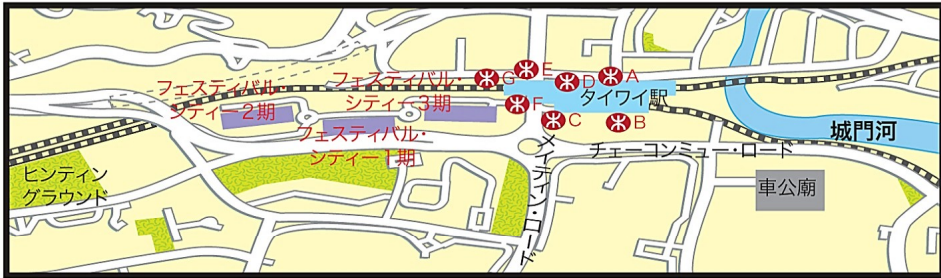 フェスティバル・
シティー2期
フェスティバル・
シティー3期
フェスティバル・
シティー1期
G
E
D
A
F
C
B
タイワイ駅
城門河
チェーコンミュー・ロード
車公廟
メイティン・ロード
ヒンティン
グラウンド